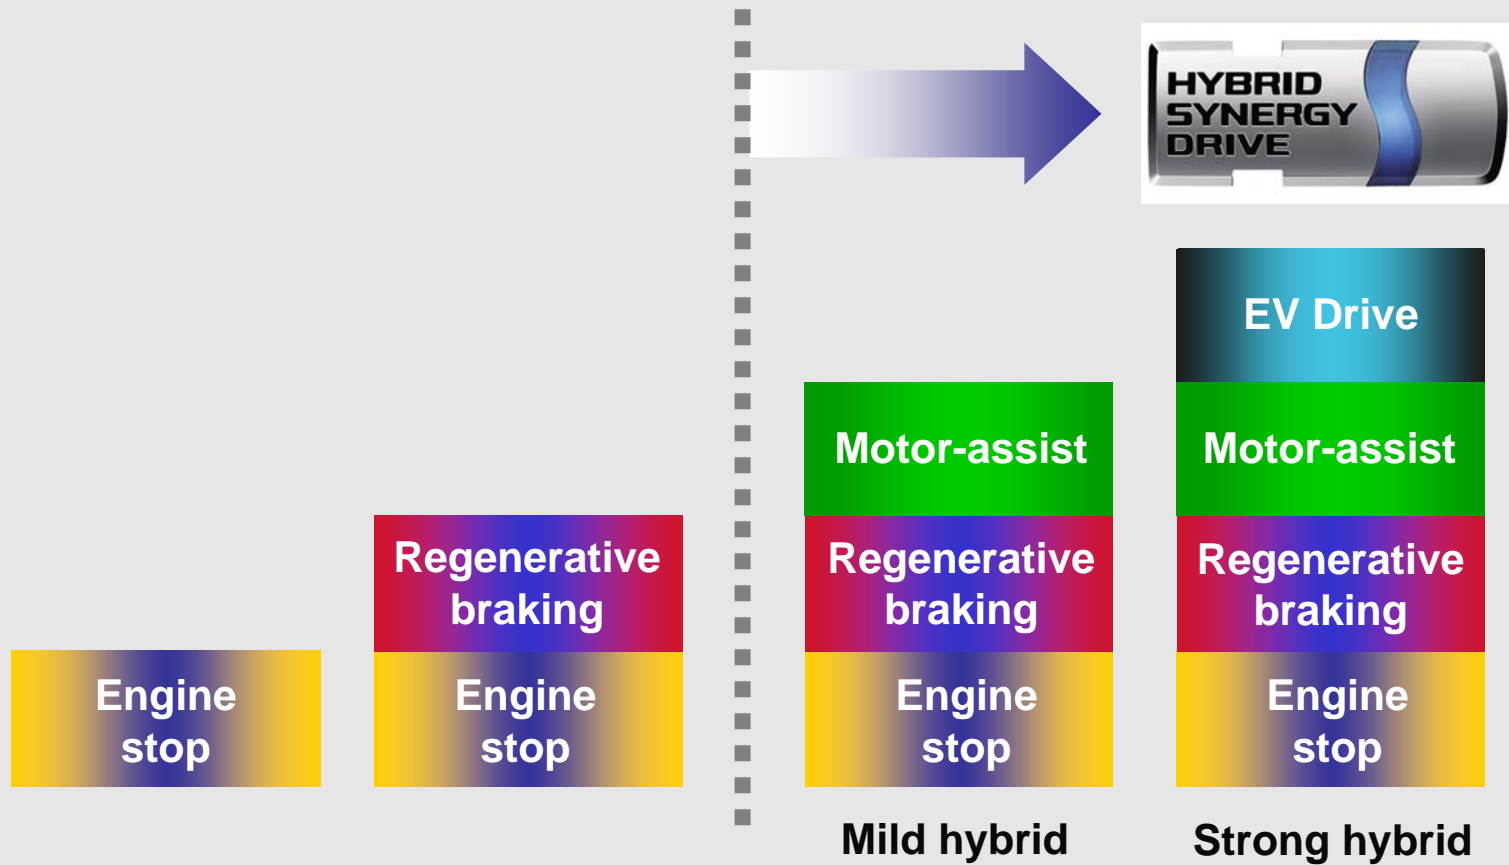 HYBRID
SYNERGY
DRIVE
EV Drive
Motor-assist
Motor-assist
Regenerative
braking
Regenerative
braking
Regenerative
braking
Engine
stop
Engine
stop
Engine
stop
Engine
stop
Mild hybrid
Strong hybrid